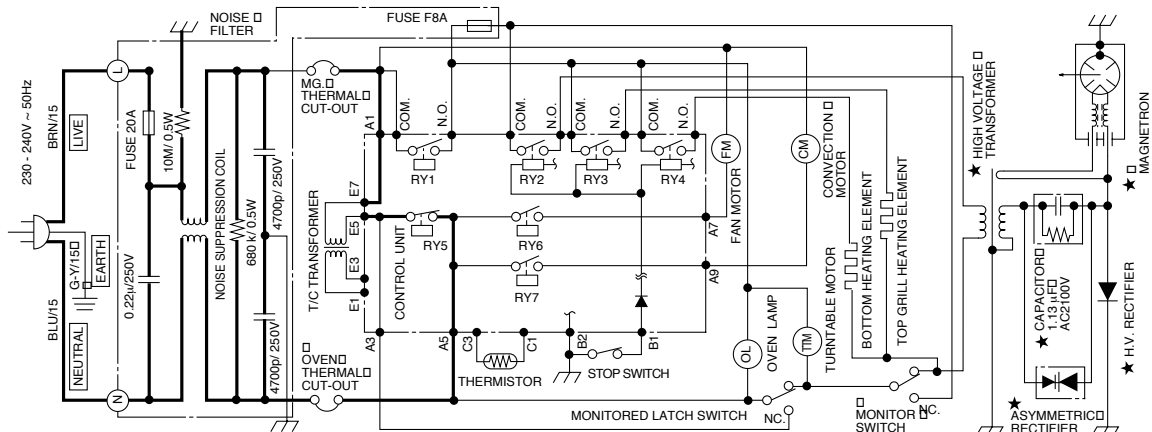 230 - 240V ~ 50Hz
BRN/15
LIVE
G-Y/15
EARTH
BLU/15
NEUTRAL
L
N
NOISE
FILTER
FUSE 20A
10M/ 0.5W
0.22μ/250V
NOISE SUPPRESSION COIL
680 k/ 0.5W
4700p/ 250V
4700p/ 250V
MG.
THERMAL
CUT-OUT
OVEN
THERMAL
CUT-OUT
T/C TRANSFORMER
CONTROL UNIT
FUSE F8A
A1
E7
E5
E3
E1
A3
A5
C3
C1
B2
B1
A7
A9
COM.
N.O.
RY1
COM.
N.O.
RY2
COM.
N.O.
RY3
COM.
N.O.
RY4
RY5
RY6
RY7
THERMISTOR
STOP SWITCH
FM
FAN MOTOR
CM
CONVECTION
MOTOR
OL
OVEN LAMP
TTM
TURNTABLE MOTOR
BOTTOM HEATING ELEMENT
TOP GRILL HEATING ELEMENT
MONITORED LATCH SWITCH
NC.
MONITOR
SWITCH
NC.
★ HIGH VOLTAGE
TRANSFORMER
★ MAGNETRON
★ CAPACITOR
1.13 μF
AC2100V
★ H.V. RECTIFIER
★ ASYMMETRIC
RECTIFIER